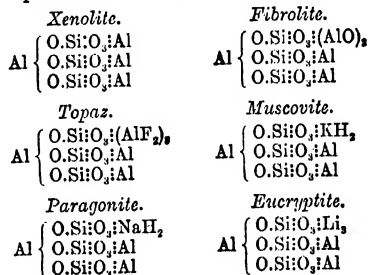 Xenolite.
O.Si⋮O₃⋮Al
Al { O.Si⋮O₃⋮Al
O.Si⋮O₃⋮Al
Fibrolite.
O.Si⋮O₃⋮(AlO)₃
Al { O.Si⋮O₃⋮Al
O.Si⋮O₃⋮Al
Topaz.
O.Si⋮O₃⋮(AlF₂)₃
Al { O.Si⋮O₃⋮Al
O.Si⋮O₃⋮Al
Muscovite.
O.Si⋮O₃⋮KH₂
Al { O.Si⋮O₃⋮Al
O.Si⋮O₃⋮Al
Paragonite.
O.Si⋮O₃⋮NaH₂
Al { O.Si⋮O₃⋮Al
O.Si⋮O₃⋮Al
Eucryptite.
O.Si⋮O₃⋮Li₃
Al { O.Si⋮O₃⋮Al
O.Si⋮O₃⋮Al